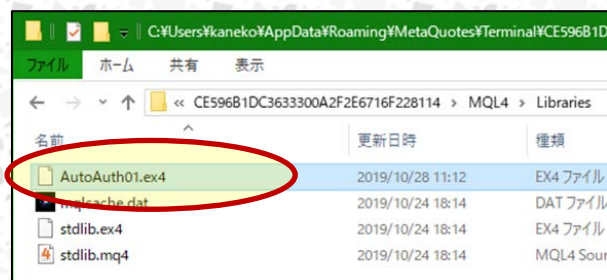 C:¥Users¥kaneko¥AppData¥Roaming¥MetaQuotes¥Terminal¥CE596B1D
ファイル ホーム 共有 表示
« CE596B1DC3633300A2F2E6716F228114 › MQL4 › Libraries
名前 更新日時 種類
AutoAuth01.ex4 2019/10/28 11:12 EX4 ファイル
mqlcache.dat 2019/10/24 18:14 DAT ファイル
stdlib.ex4 2019/10/24 18:14 EX4 ファイル
stdlib.mq4 2019/10/24 18:14 MQL4 Sour